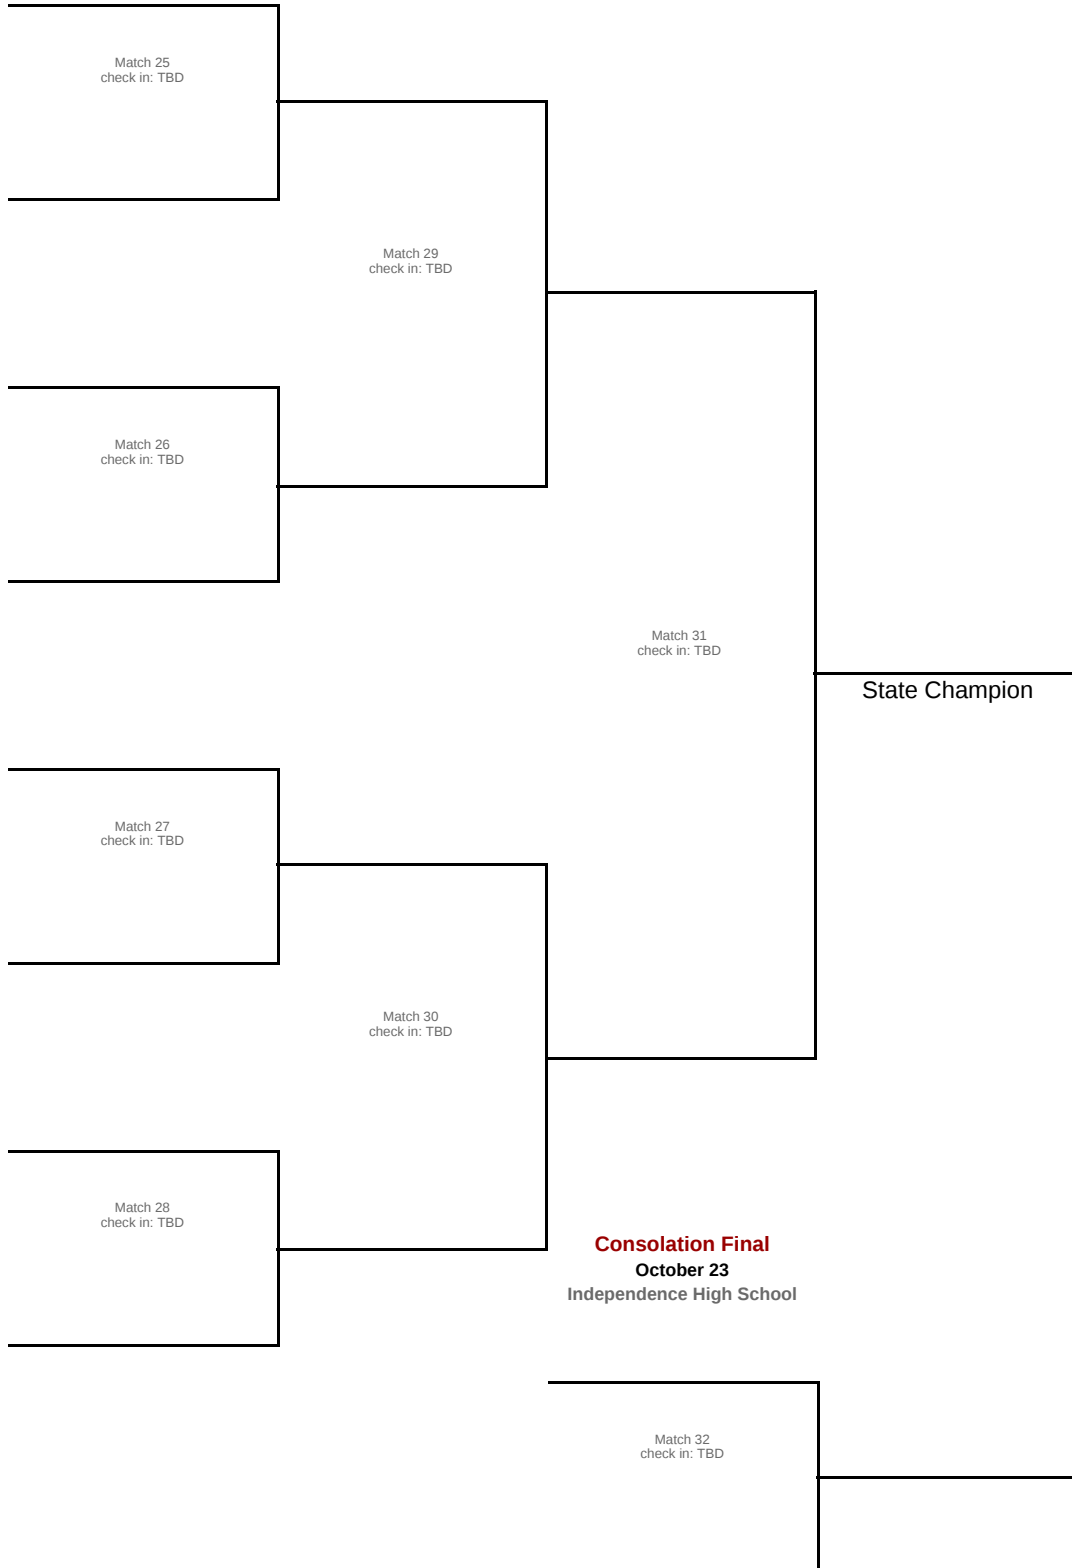 Match 25
check in: TBD
Match 29
check in: TBD
Match 26
check in: TBD
Match 31
check in: TBD
State Champion
Match 27
check in: TBD
Match 30
check in: TBD
Match 28
check in: TBD
Consolation Final
October 23
Independence High School
Match 32
check in: TBD